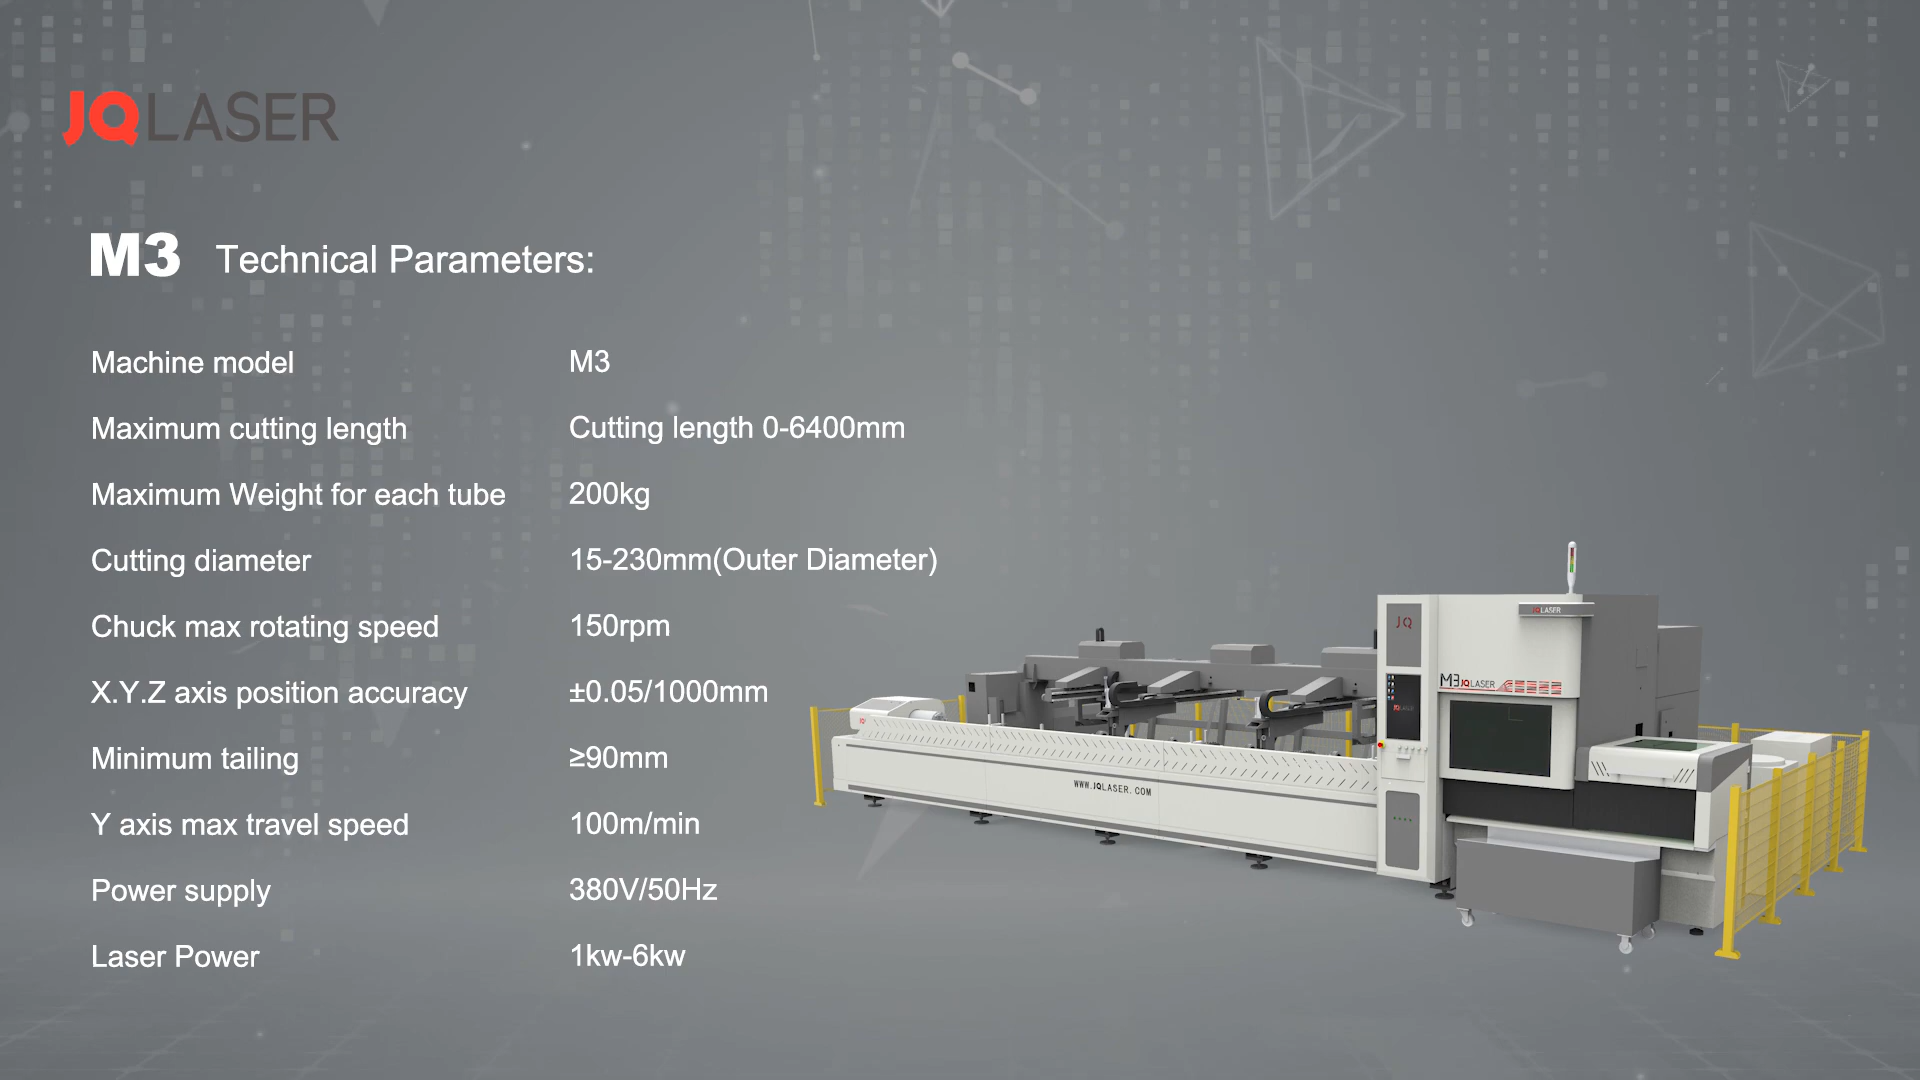 JQLASER
M3 Technical Parameters:
Machine model M3
Maximum cutting length Cutting length 0-6400mm
Maximum Weight for each tube 200kg
Cutting diameter 15-230mm(Outer Diameter)
Chuck max rotating speed 150rpm
X.Y.Z axis position accuracy ±0.05/1000mm
Minimum tailing ≥90mm
Y axis max travel speed 100m/min
Power supply 380V/50Hz
Laser Power 1kw-6kw
JQLASER
JQ
M3 JQLASER
JQLASER
JQ
WWW.JQLASER.COM